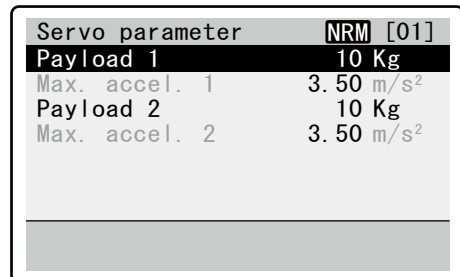 Servo parameter NRM [01]
Payload 1 10 Kg
Max. accel. 1 3.50 m/s²
Payload 2 10 Kg
Max. accel. 2 3.50 m/s²